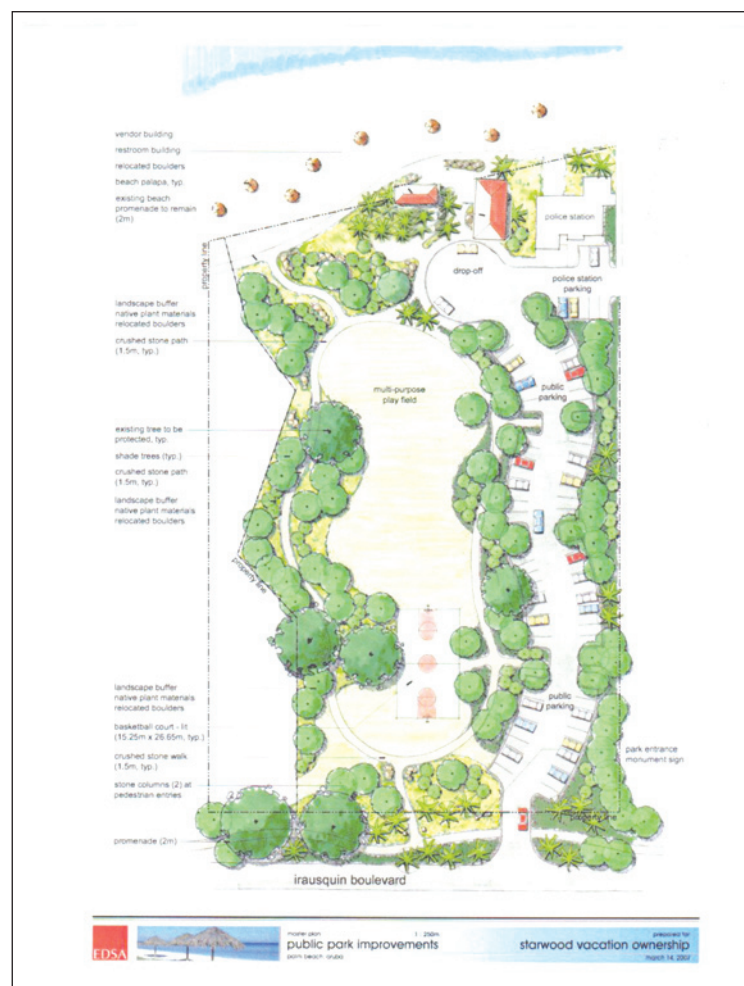 vendor building
restroom building
relocated boulders
beach palapa, typ.
existing beach
promenade to remain
(2m)
property line
police station
drop-off
police station
parking
landscape buffer
native plant materials
relocated boulders
crushed stone path
(1.5m, typ.)
multi-purpose
play field
public
parking
existing tree to be
protected, typ.
shade trees (typ.)
crushed stone path
(1.5m, typ.)
landscape buffer
native plant materials
relocated boulders
property line
landscape buffer
native plant materials
relocated boulders
public
parking
basketball court - lit
(15.25m x 26.65m, typ.)
crushed stone walk
(1.5m, typ.)
park entrance
monument sign
stone columns (2) at
pedestrian entries
property line
promenade (2m)
irausquin boulevard
EDSA
master plan 1 : 250m
public park improvements
palm beach, aruba
prepared for:
starwood vacation ownership
march 14, 2007